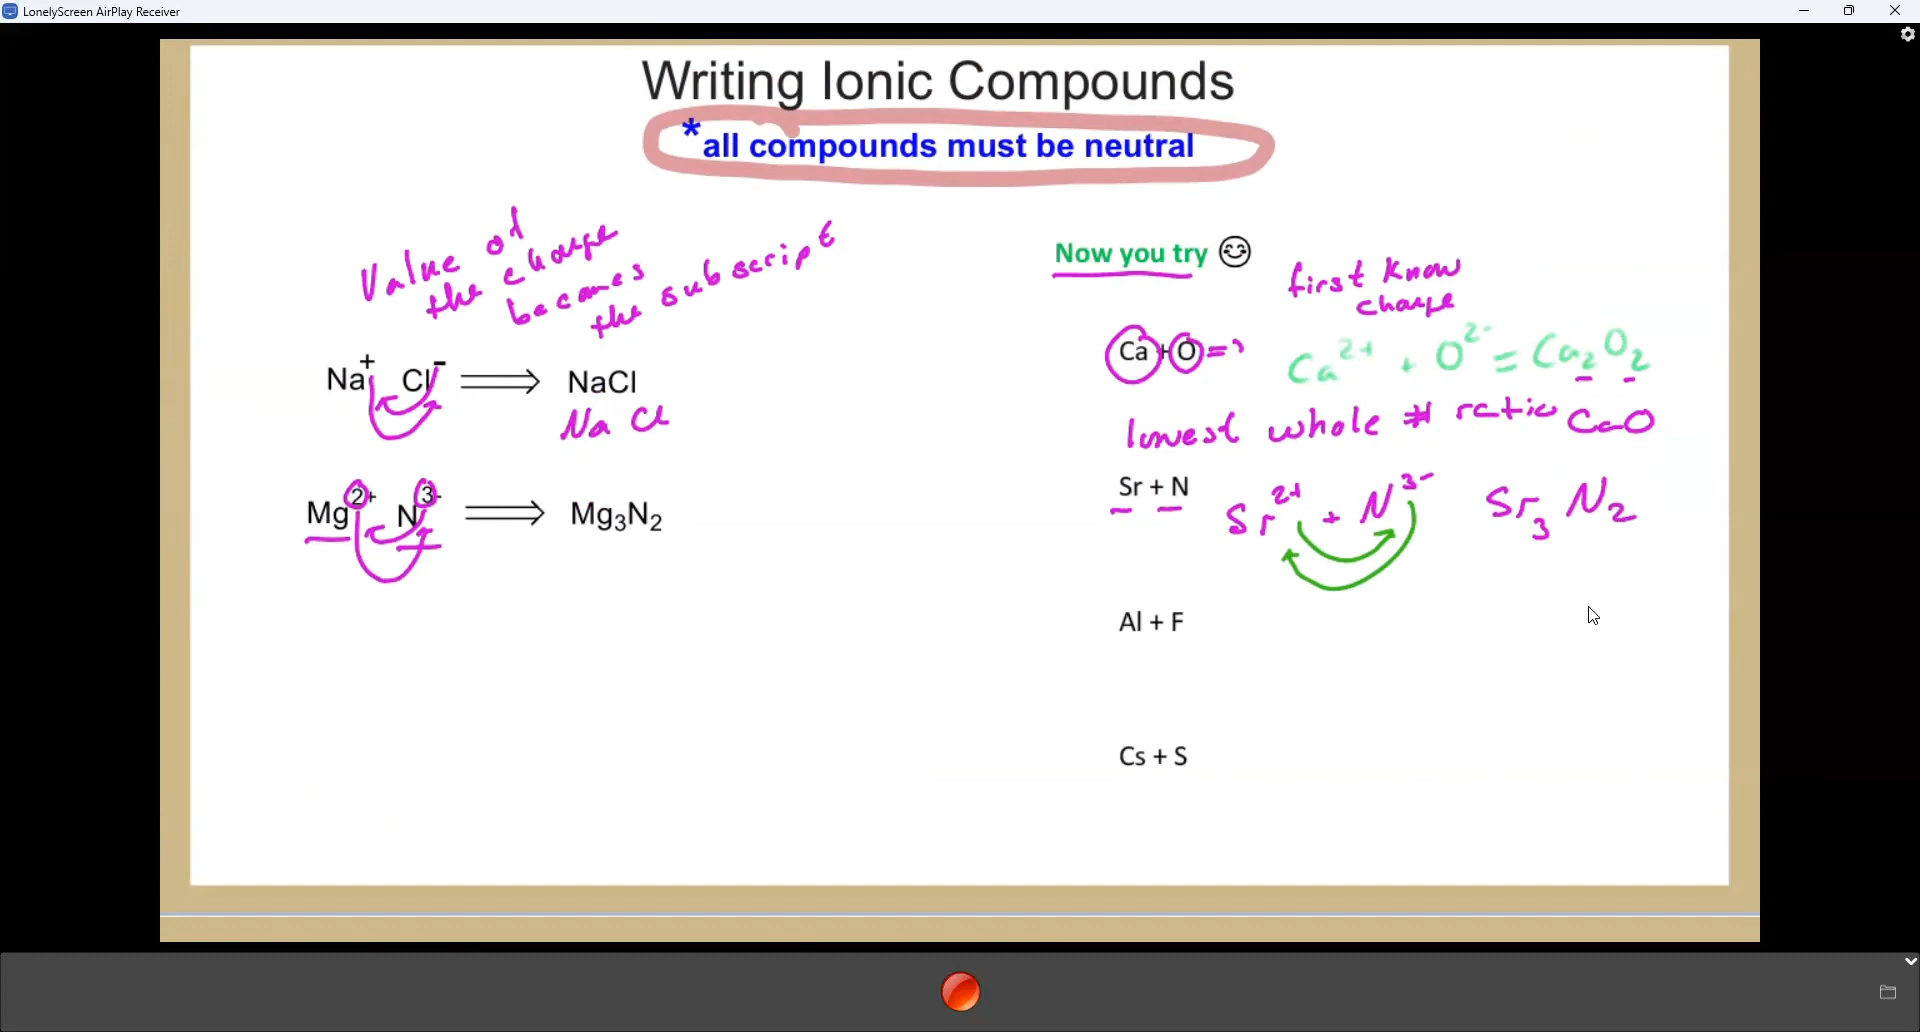 LonelyScreen AirPlay Receiver
Writing Ionic Compounds
*all compounds must be neutral
Value of
the charge
becomes
the subscript
Na⁺ Cl⁻ ⟹ NaCl
Na Cl
Mg²⁺ N³⁻ ⟹ Mg₃N₂
Now you try 😊
first know
charge
Ca + O => Ca²⁺ + O²⁻ = Ca₂O₂
lowest whole # ratio CaO
Sr + N Sr²⁺ + N³⁻ Sr₃N₂
Al + F
Cs + S